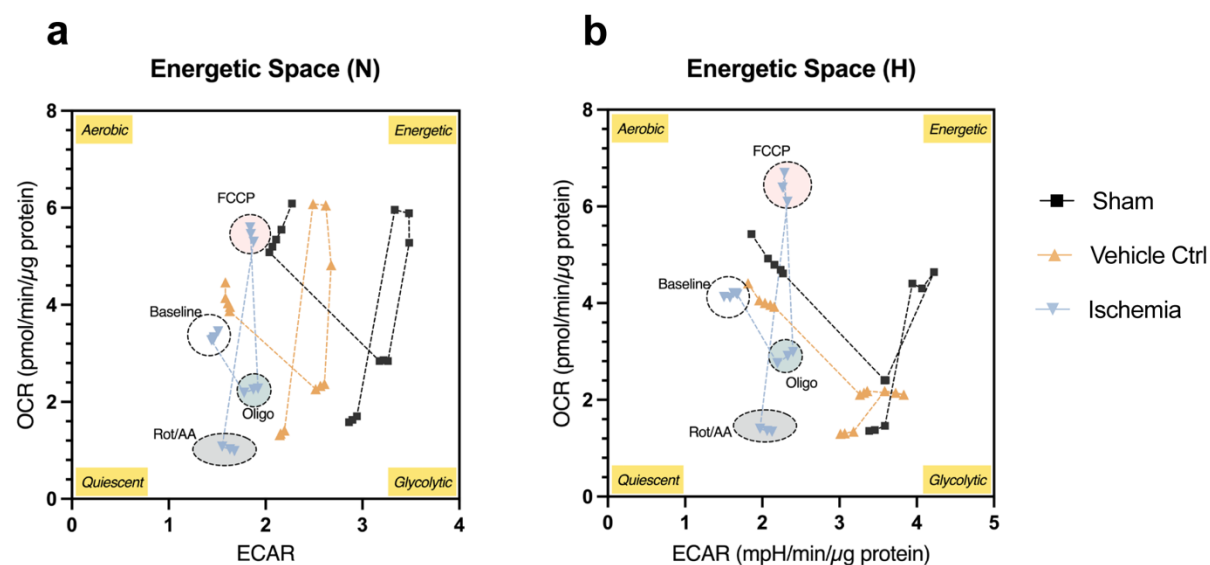 a
Energetic Space (N)
8
6
4
2
0
OCR (pmol/min/µg protein)
Aerobic
Energetic
FCCP
Baseline
Oligo
Rot/AA
Quiescent
Glycolytic
0 1 2 3 4
ECAR
b
Energetic Space (H)
8
6
4
2
0
OCR (pmol/min/µg protein)
Aerobic
Energetic
FCCP
Baseline
Oligo
Rot/AA
Quiescent
Glycolytic
0 1 2 3 4 5
ECAR (mpH/min/µg protein)
Sham
Vehicle Ctrl
Ischemia